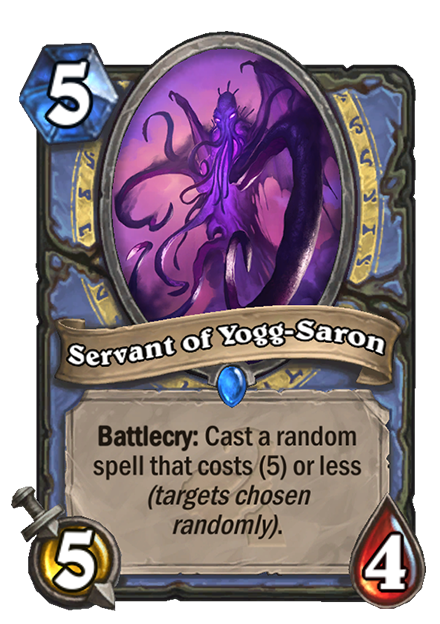 5
Servant of Yogg-Saron
Battlecry: Cast a random
spell that costs (5) or less
(targets chosen
randomly).
5
4